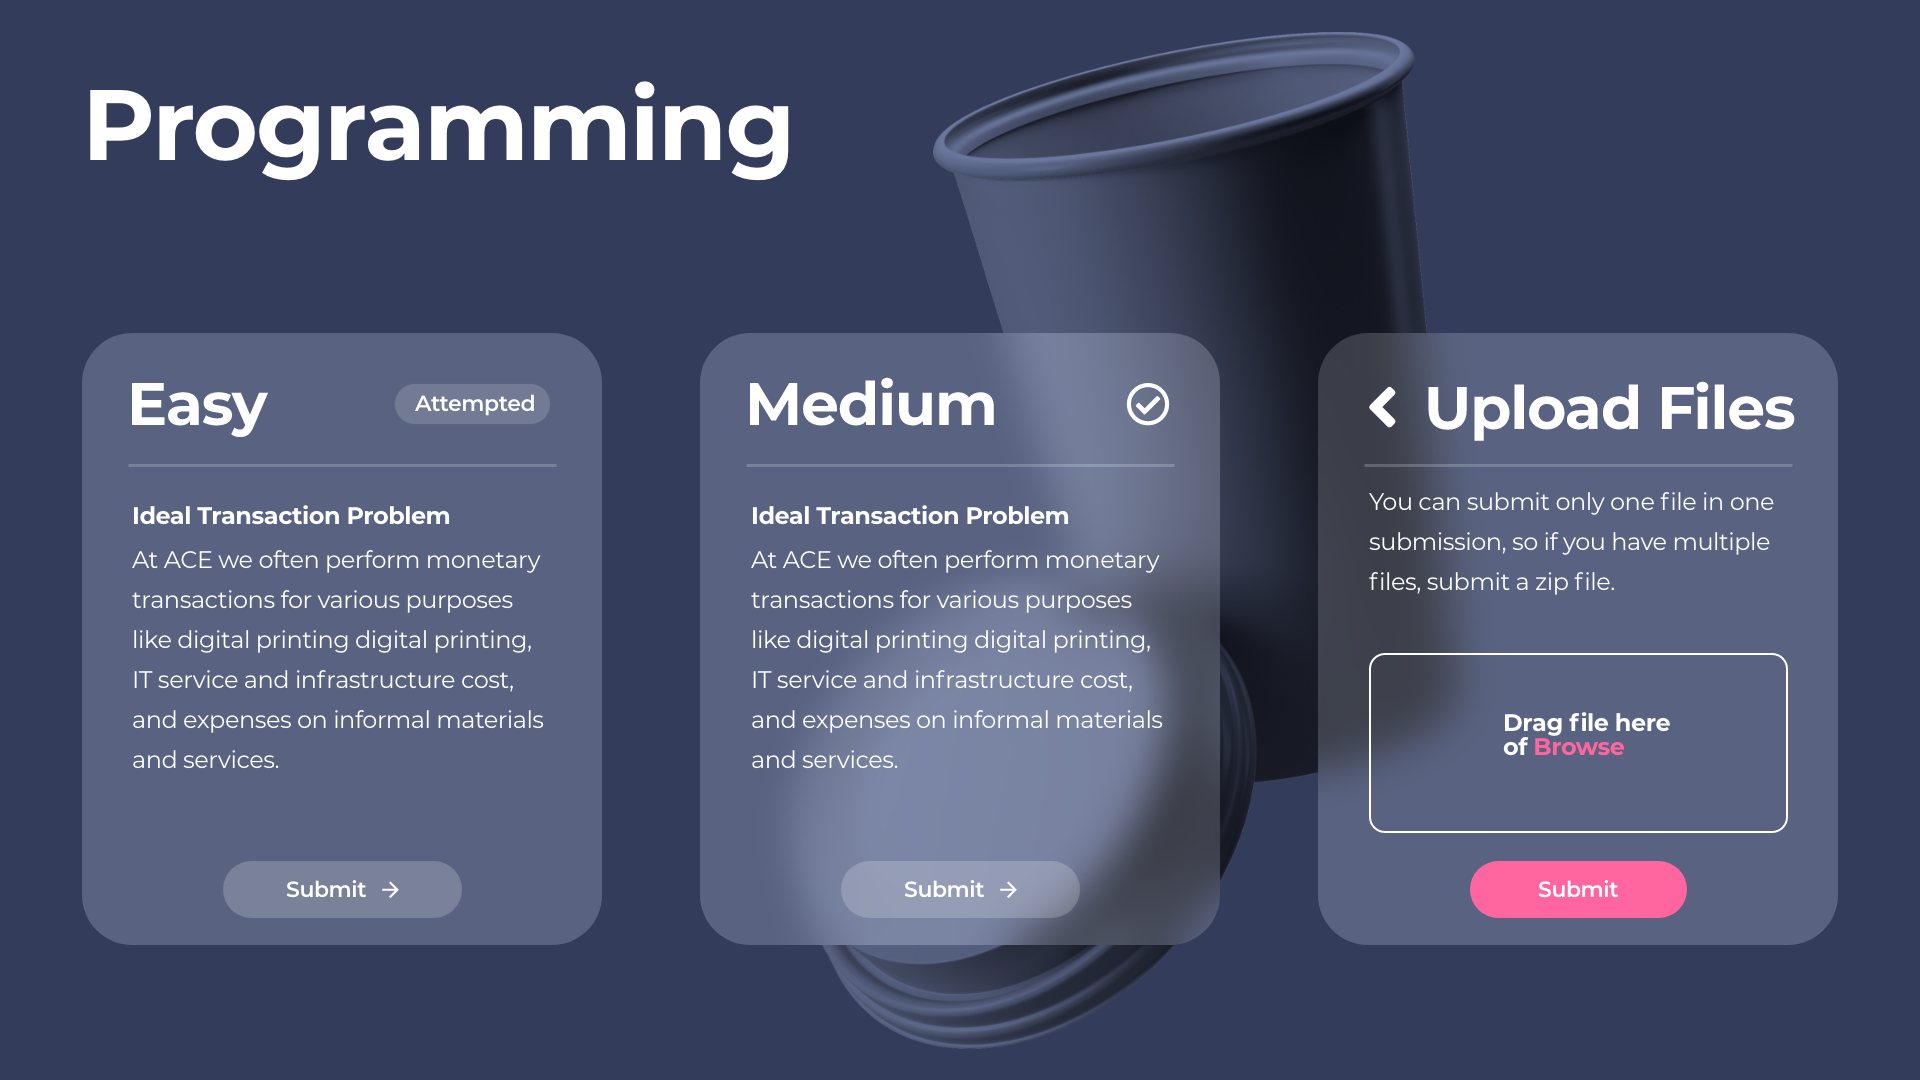 Programming
Easy
Attempted
Ideal Transaction Problem
At ACE we often perform monetary
transactions for various purposes
like digital printing digital printing,
IT service and infrastructure cost,
and expenses on informal materials
and services.
Submit
Medium
Ideal Transaction Problem
At ACE we often perform monetary
transactions for various purposes
like digital printing digital printing,
IT service and infrastructure cost,
and expenses on informal materials
and services.
Submit
Upload Files
You can submit only one file in one
submission, so if you have multiple
files, submit a zip file.
Drag file here
of Browse
Submit